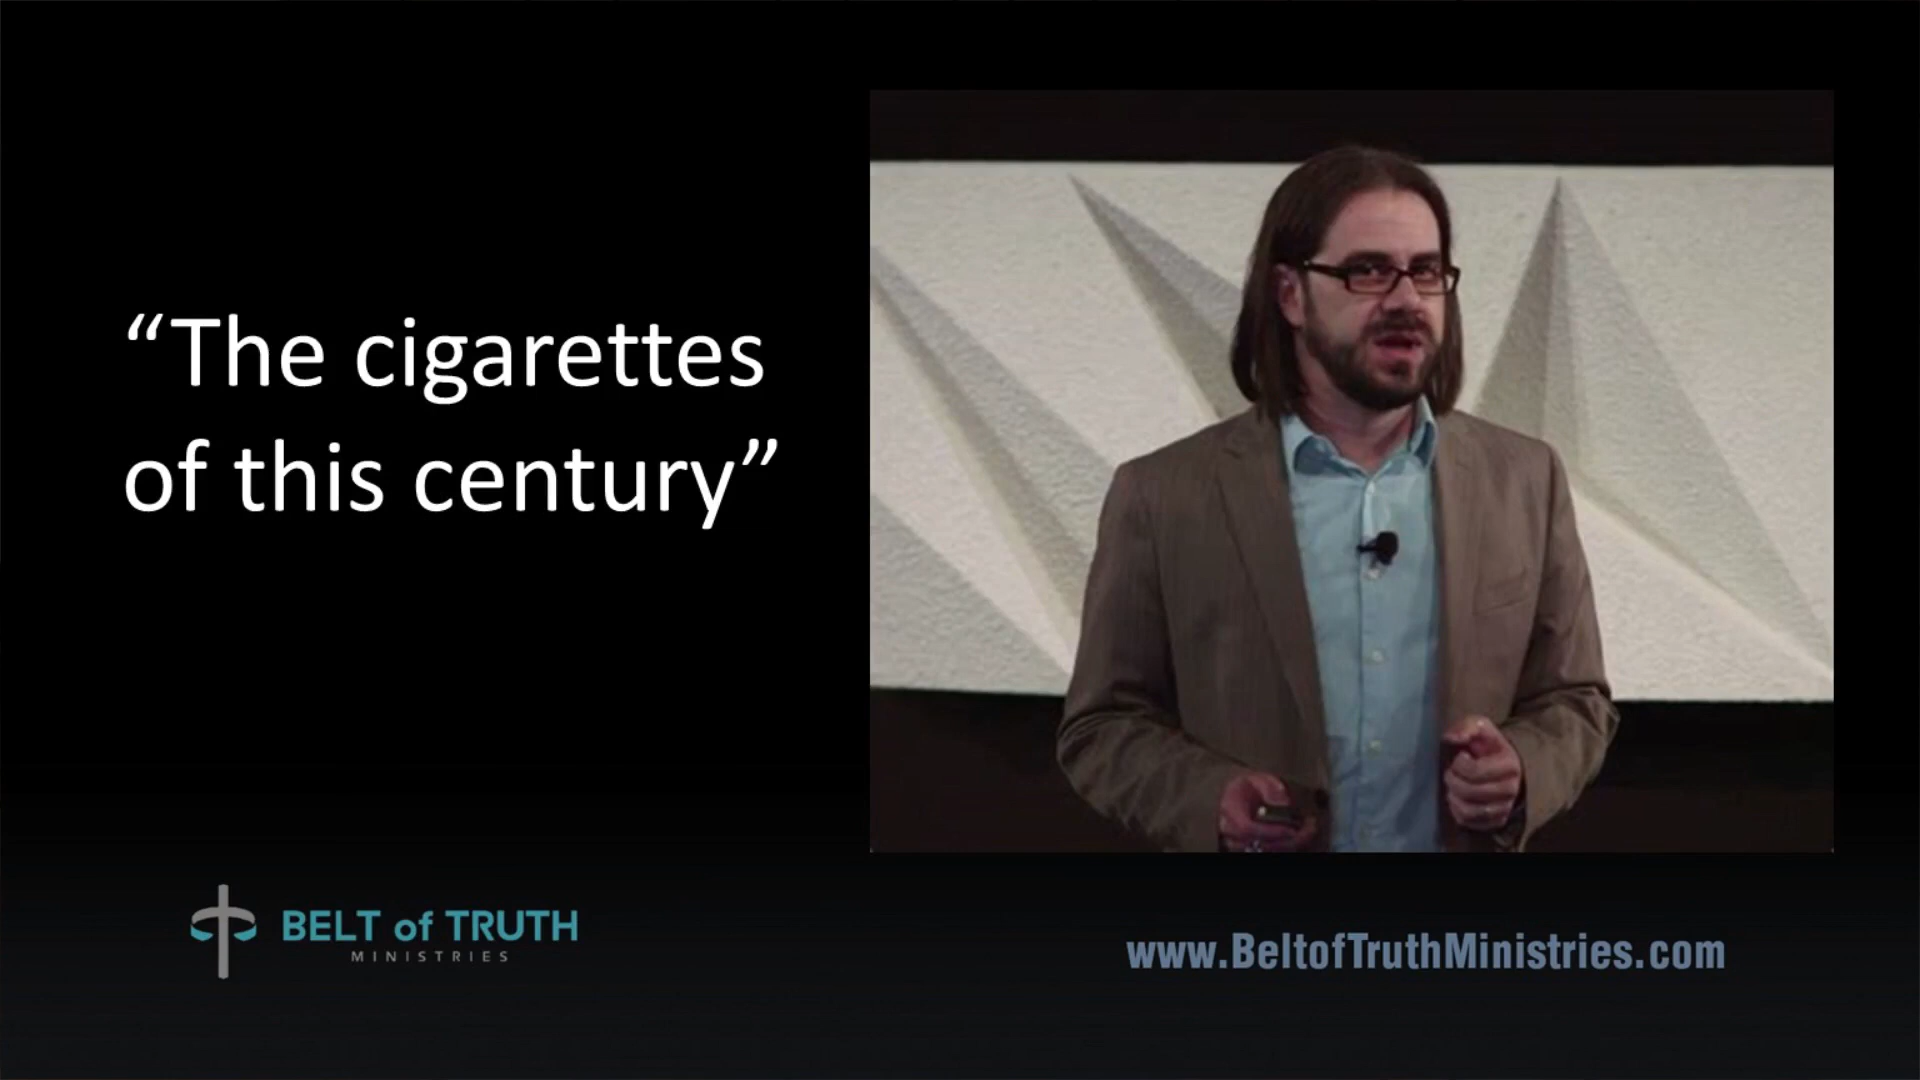 “The cigarettes
of this century”
BELT of TRUTH
MINISTRIES
www.BeltofTruthMinistries.com